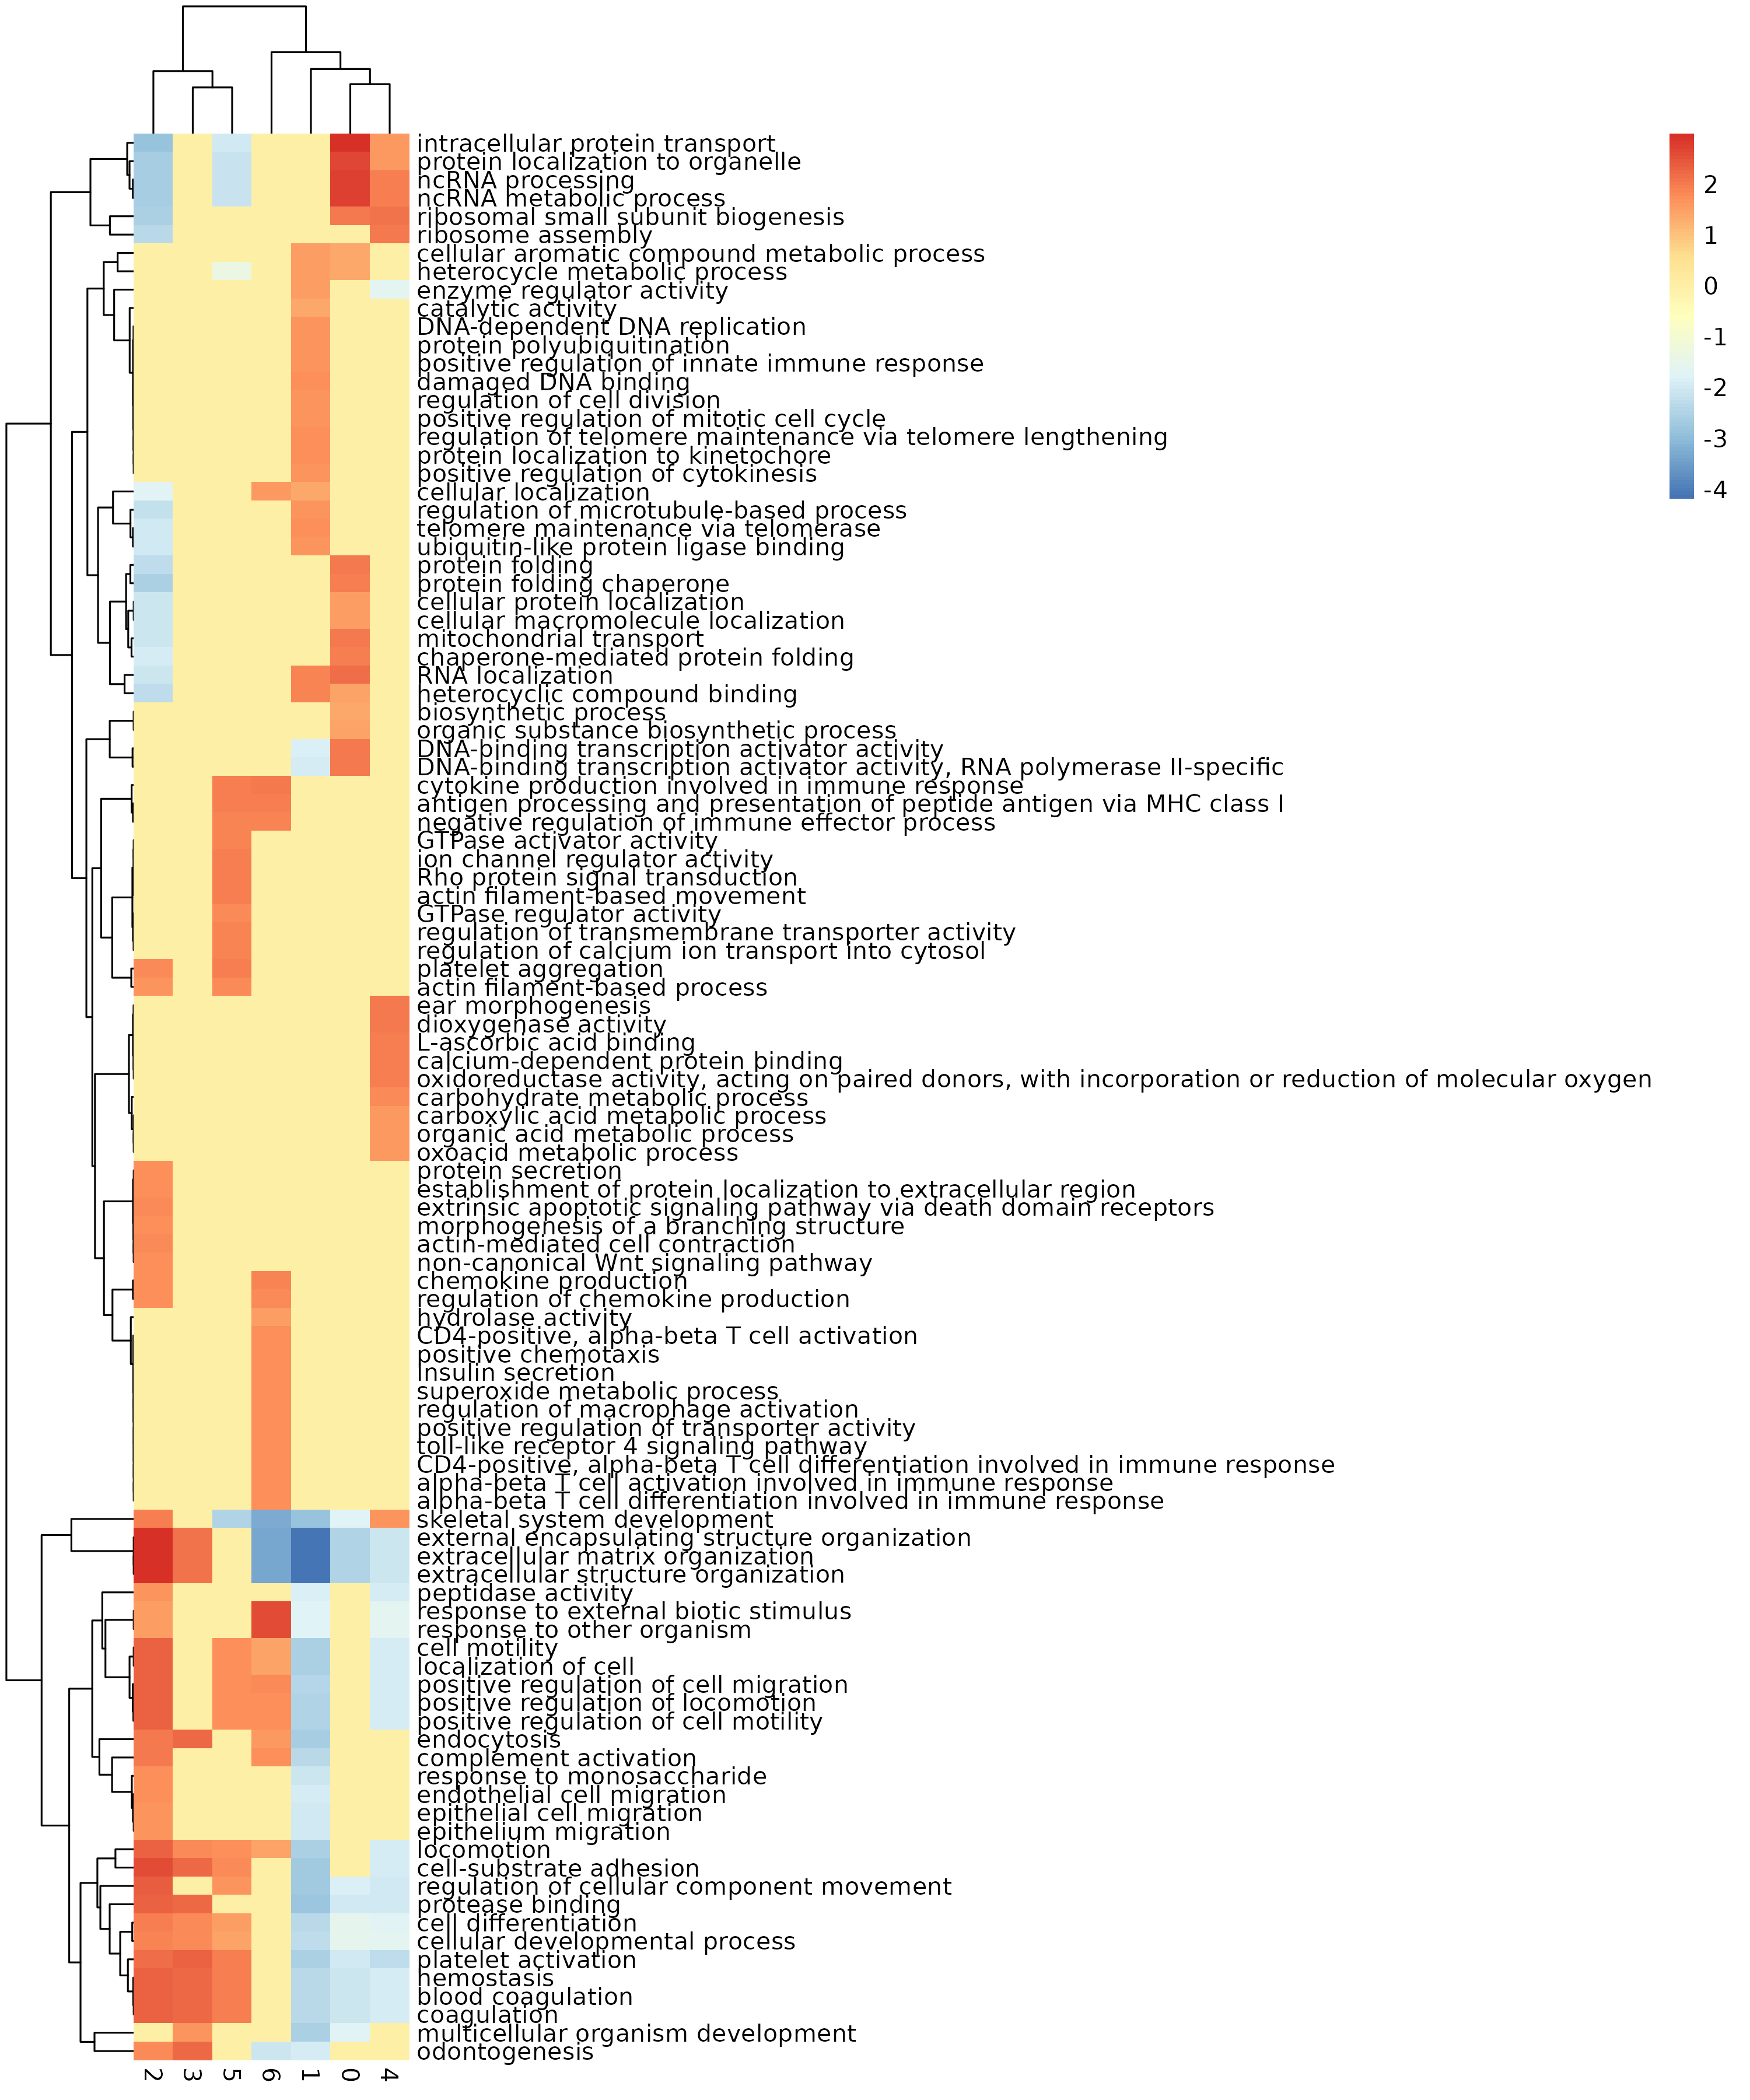 intracellular protein transport
protein localization to organelle
ncRNA processing
ncRNA metabolic process
ribosomal small subunit biogenesis
ribosome assembly
cellular aromatic compound metabolic process
heterocycle metabolic process
enzyme regulator activity
catalytic activity
DNA-dependent DNA replication
protein polyubiquitination
positive regulation of innate immune response
damaged DNA binding
regulation of cell division
positive regulation of mitotic cell cycle
regulation of telomere maintenance via telomere lengthening
protein localization to kinetochore
positive regulation of cytokinesis
cellular localization
regulation of microtubule-based process
telomere maintenance via telomerase
ubiquitin-like protein ligase binding
protein folding
protein folding chaperone
cellular protein localization
cellular macromolecule localization
mitochondrial transport
chaperone-mediated protein folding
RNA localization
heterocyclic compound binding
biosynthetic process
organic substance biosynthetic process
DNA-binding transcription activator activity
DNA-binding transcription activator activity, RNA polymerase II-specific
cytokine production involved in immune response
antigen processing and presentation of peptide antigen via MHC class I
negative regulation of immune effector process
GTPase activator activity
ion channel regulator activity
Rho protein signal transduction
actin filament-based movement
GTPase regulator activity
regulation of transmembrane transporter activity
regulation of calcium ion transport into cytosol
platelet aggregation
actin filament-based process
ear morphogenesis
dioxygenase activity
L-ascorbic acid binding
calcium-dependent protein binding
oxidoreductase activity, acting on paired donors, with incorporation or reduction of molecular oxygen
carbohydrate metabolic process
carboxylic acid metabolic process
organic acid metabolic process
oxoacid metabolic process
protein secretion
establishment of protein localization to extracellular region
extrinsic apoptotic signaling pathway via death domain receptors
morphogenesis of a branching structure
actin-mediated cell contraction
non-canonical Wnt signaling pathway
chemokine production
regulation of chemokine production
hydrolase activity
CD4-positive, alpha-beta T cell activation
positive chemotaxis
insulin secretion
superoxide metabolic process
regulation of macrophage activation
positive regulation of transporter activity
toll-like receptor 4 signaling pathway
CD4-positive, alpha-beta T cell differentiation involved in immune response
alpha-beta T cell activation involved in immune response
alpha-beta T cell differentiation involved in immune response
skeletal system development
external encapsulating structure organization
extracellular matrix organization
extracellular structure organization
peptidase activity
response to external biotic stimulus
response to other organism
cell motility
localization of cell
positive regulation of cell migration
positive regulation of locomotion
positive regulation of cell motility
endocytosis
complement activation
response to monosaccharide
endothelial cell migration
epithelial cell migration
epithelium migration
locomotion
cell-substrate adhesion
regulation of cellular component movement
protease binding
cell differentiation
cellular developmental process
platelet activation
hemostasis
blood coagulation
coagulation
multicellular organism development
odontogenesis
2 3 5 6 1 0 4
2
1
0
-1
-2
-3
-4